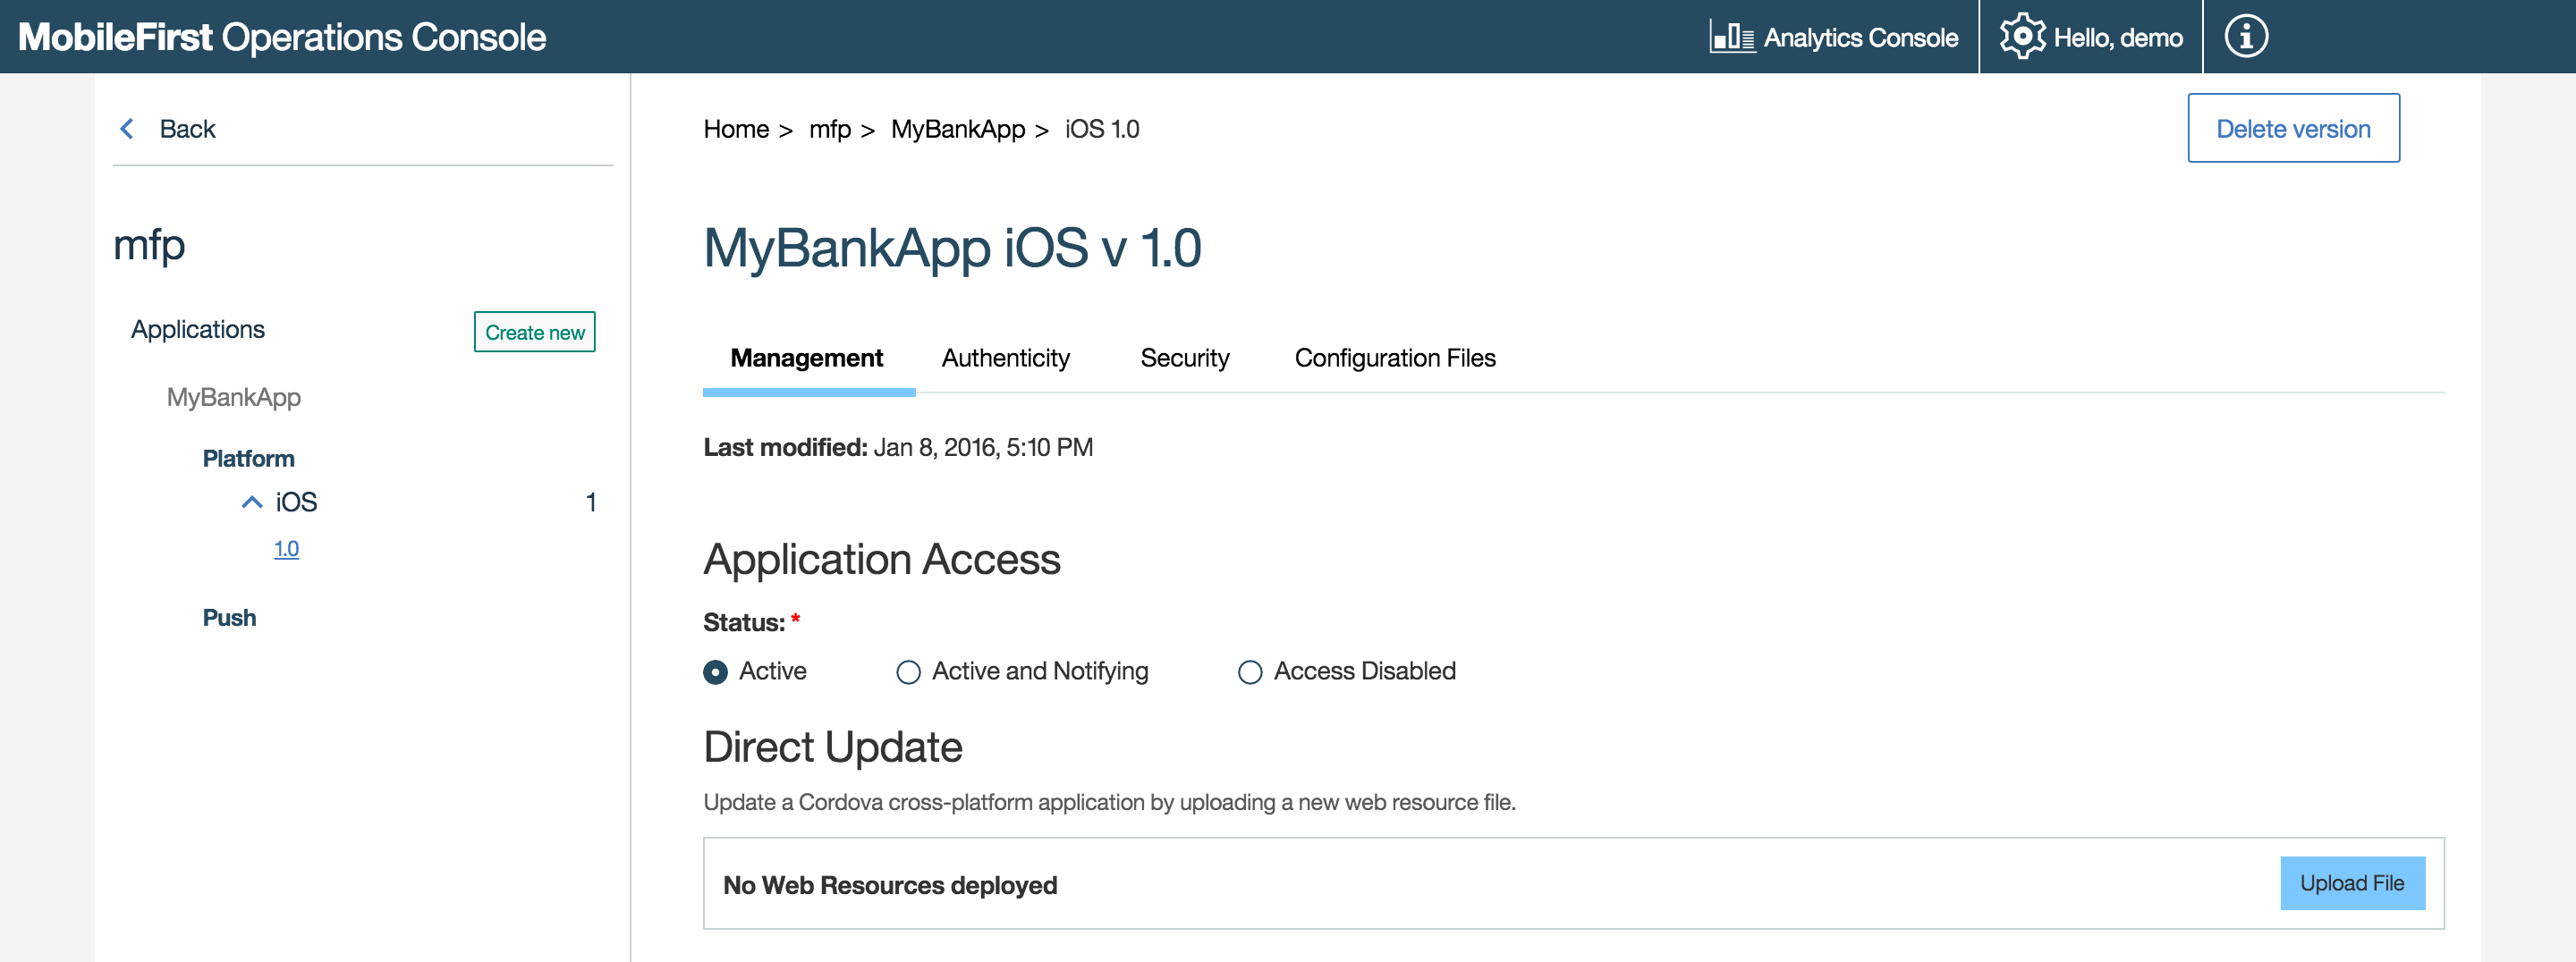 MobileFirst Operations Console
Analytics Console
Hello, demo
Back
mfp
Applications
Create new
MyBankApp
Platform
iOS 1
1.0
Push
Home > mfp > MyBankApp > iOS 1.0
Delete version
MyBankApp iOS v 1.0
Management Authenticity Security Configuration Files
Last modified: Jan 8, 2016, 5:10 PM
Application Access
Status: *
Active Active and Notifying Access Disabled
Direct Update
Update a Cordova cross-platform application by uploading a new web resource file.
No Web Resources deployed
Upload File